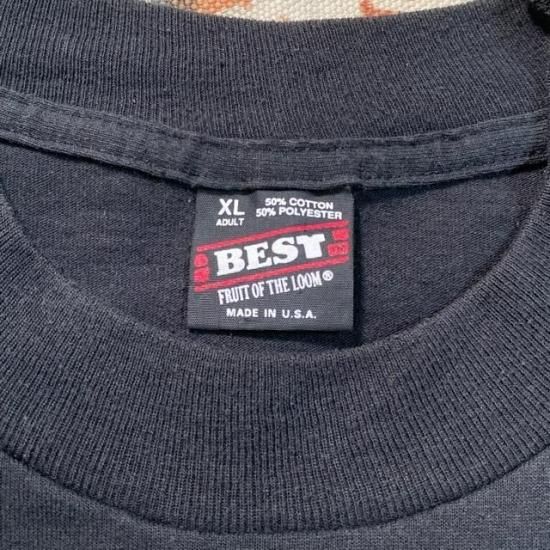 XL 50% COTTON
ADULT 50% POLYESTER
BEST
FRUIT OF THE LOOM®
MADE IN U.S.A.